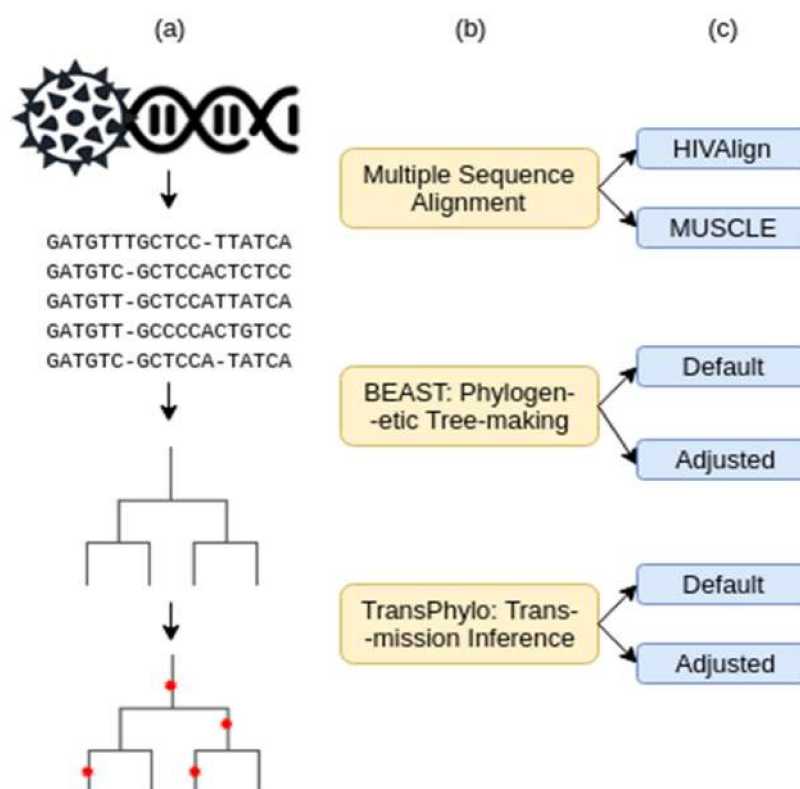 (a)
(b)
(c)
GATGTTTGCTCC-TTATCA
GATGTC-GCTCCACTCTCC
GATGTT-GCTCCATTATCA
GATGTT-GCCCCACTGTCC
GATGTC-GCTCCA-TATCA
Multiple Sequence
Alignment
HIVAlign
MUSCLE
BEAST: Phylogen-
-etic Tree-making
Default
Adjusted
TransPhylo: Trans-
-mission Inference
Default
Adjusted